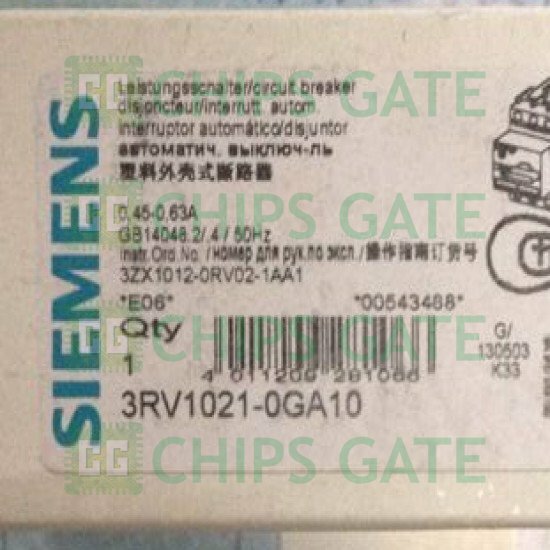 CHIPS GATE
SIEMENS
Leistungsschalter/circuit breaker
disjoncteur/interrutt. autom.
interruptor automático/disjuntor
автоматич. выключ-ль
塑料外壳式断路器
CHIPS GATE
0,45-0,63A
GB14048.2/.4 / 50Hz
Instr.Ord.No. /номер для рук.по эксп./操作指南订货号
3ZX1012-0RV02-1AA1
*E06* *00543488*
CHIPS GATE
Qty
1
4 011209 281066
G/
130503
K33
3RV1021-0GA10
CHIPS GATE